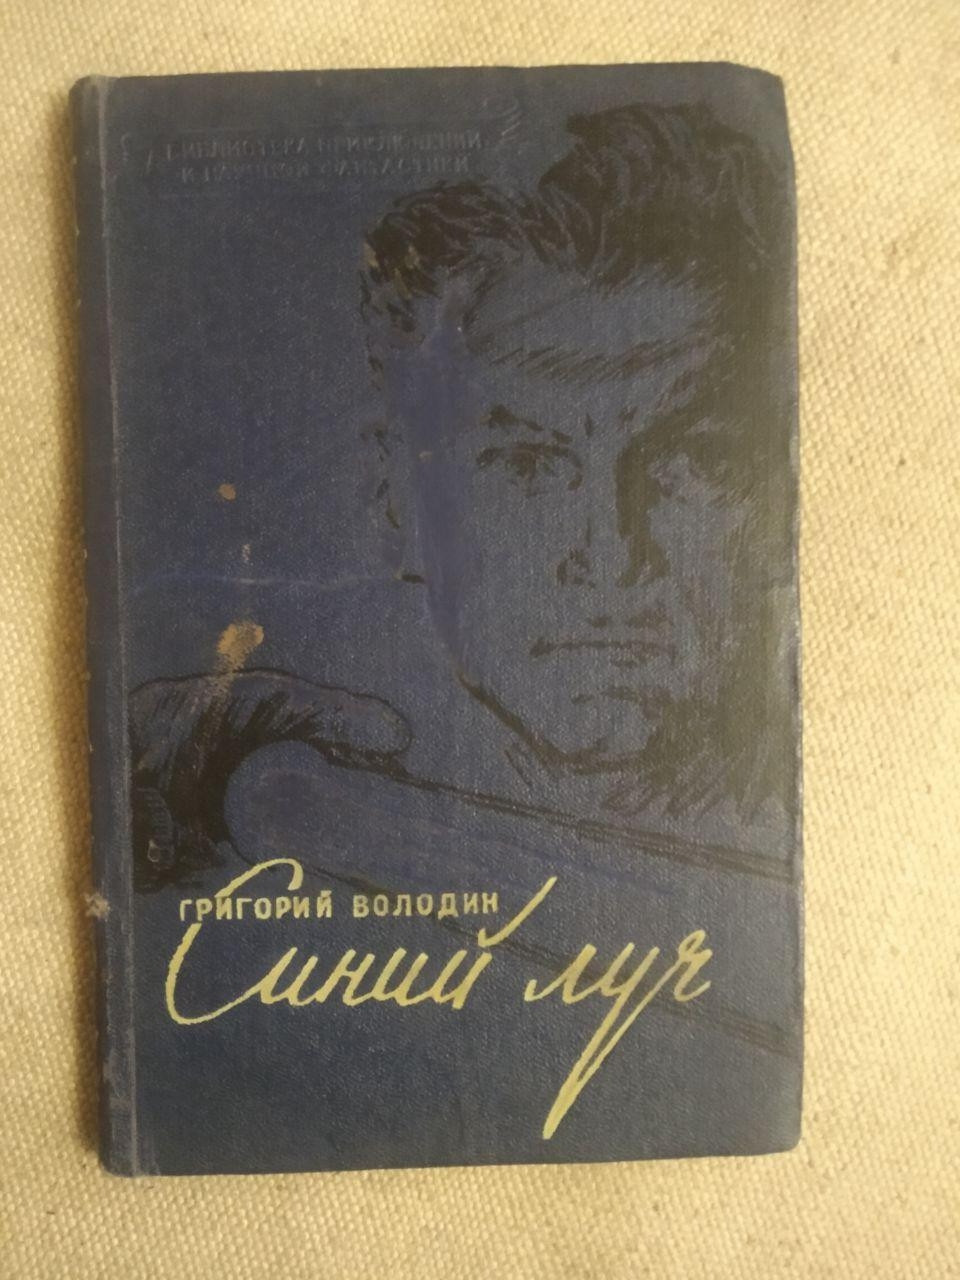 БИБЛИОТЕКА ПРИКЛЮЧЕНИЙ
И НАУЧНОЙ ФАНТАСТИКИ
ГРИГОРИЙ ВОЛОДИН
Синий луч